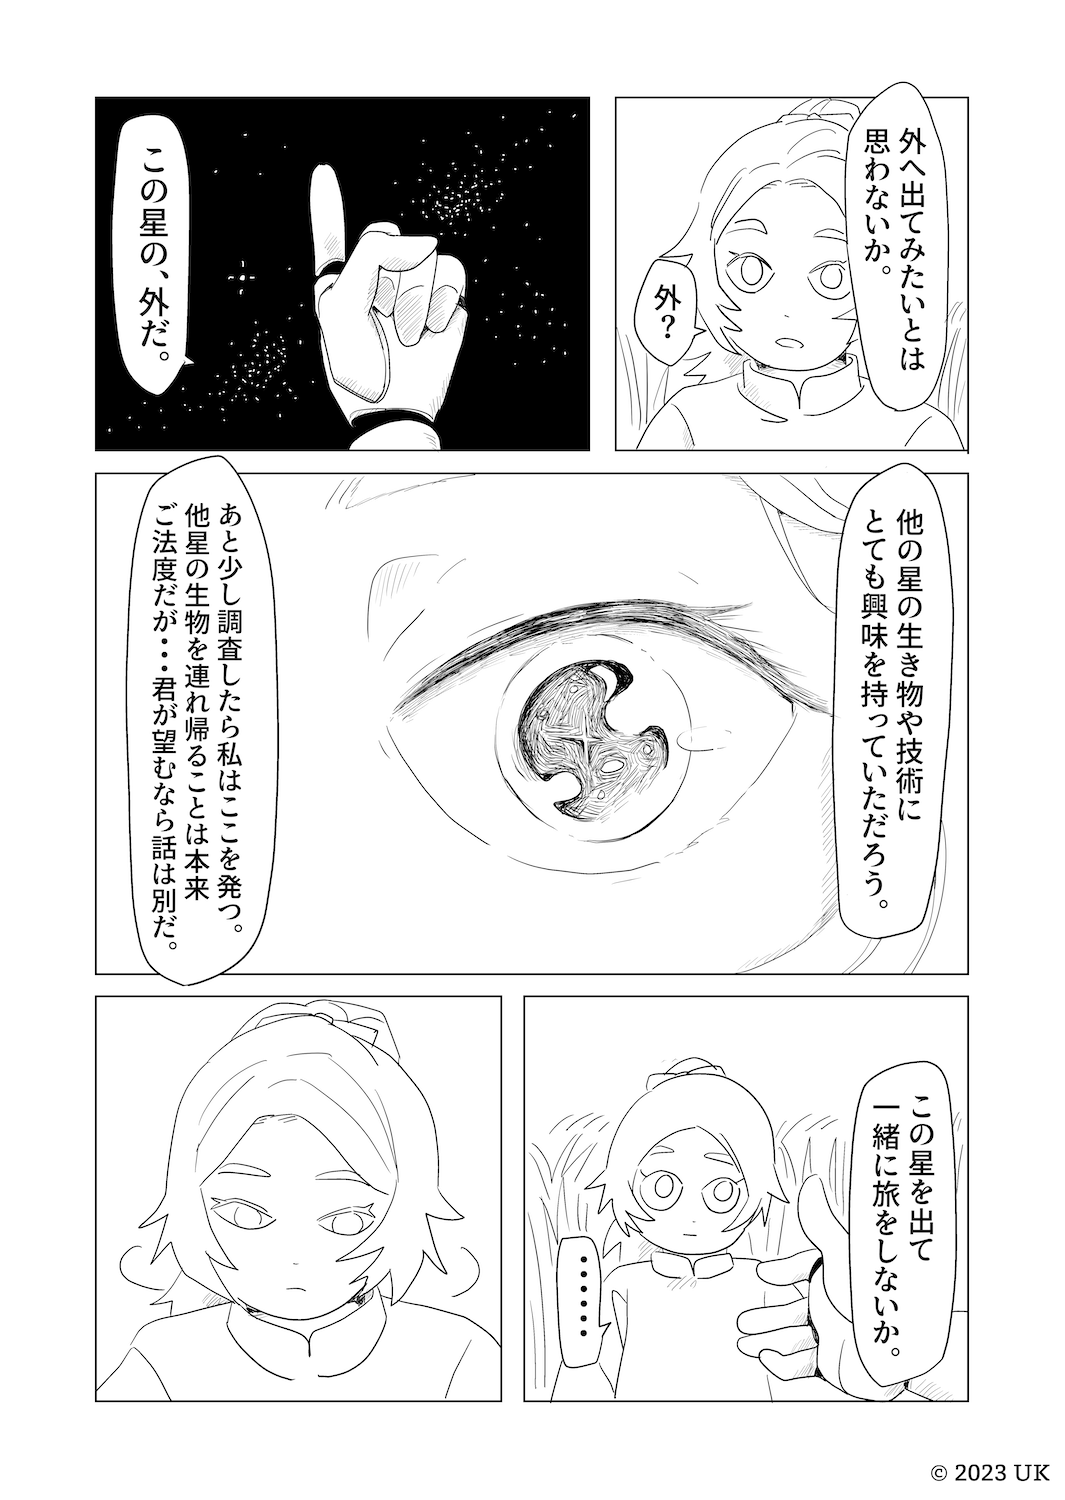 外へ出てみたいとは
思わないか。
外？
この星の、外だ。
他の星の生き物や技術に
とても興味を持っていただろう。
あと少し調査したら私はここを発つ。
他星の生物を連れ帰ることは本来
ご法度だが・・・君が望むなら話は別だ。
この星を出て
一緒に旅をしないか。
・・・・・・
© 2023 UK